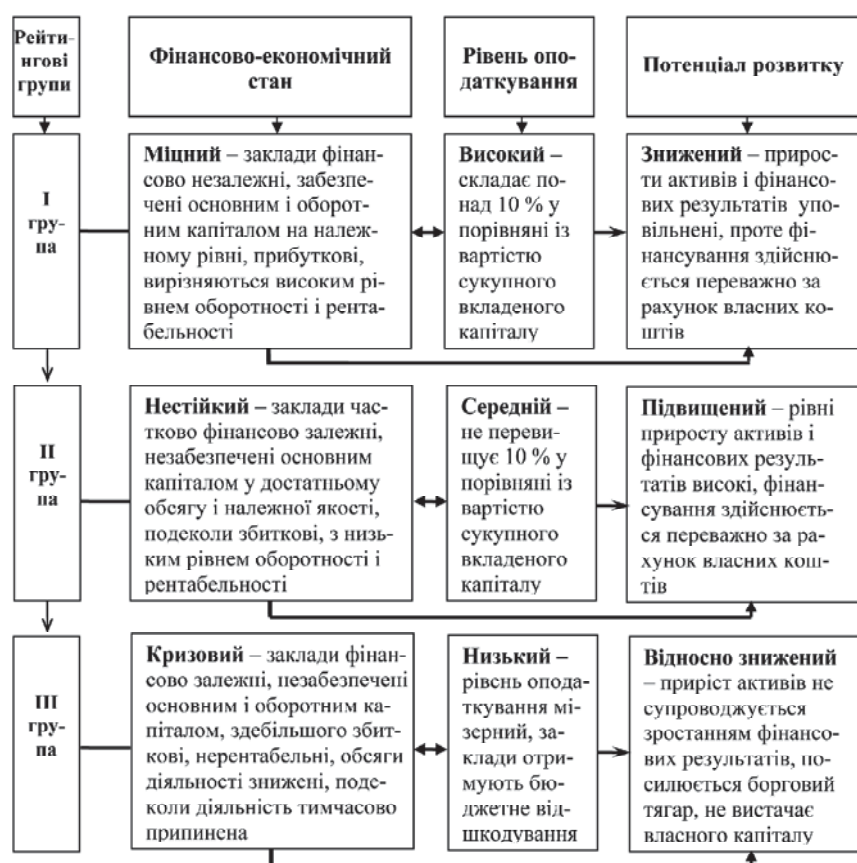 Рейти-
нгові
групи
Фінансово-економічний
стан
Рівень опо-
даткування
Потенціал розвитку
I
гру-
па
Міцний – заклади фінан-
сово незалежні, забезпе-
чені основним і оборот-
ним капіталом на належ-
ному рівні, прибуткові,
вирізняються високим рі-
внем оборотності і рента-
бельності
Високий –
складає по-
над 10 % у
порівняні із
вартістю
сукупного
вкладеного
капіталу
Знижений – прирос-
ти активів і фінансо-
вих результатів упо-
вільнені, проте фі-
нансування здійсню-
ється переважно за
рахунок власних ко-
штів
II
гру-
па
Нестійкий – заклади час-
тково фінансово залежні,
незабезпечені основним
капіталом у достатньому
обсягу і належної якості,
подеколи збиткові, з низь-
ким рівнем оборотності і
рентабельності
Середній –
не переви-
щує 10 % у
порівняні із
вартістю
сукупного
вкладеного
капіталу
Підвищений – рівні
приросту активів і
фінансових резуль-
татів високі, фінан-
сування здійснюєть-
ся переважно за ра-
хунок власних кош-
тів
III
гру-
па
Кризовий – заклади фінан-
сово залежні, незабезпечені
основним і оборотним ка-
піталом, здебільшого збит-
кові, нерентабельні, обсяги
діяльності знижені, поде-
коли діяльність тимчасово
припинена
Низький –
рівень опода-
ткування мі-
зерний, за-
клади отри-
мують бю-
джетне від-
шкодування
Відносно знижений
– приріст активів не
супроводжується
зростанням фінансо-
вих результатів, по-
силюється борговий
тягар, не вистачає
власного капіталу